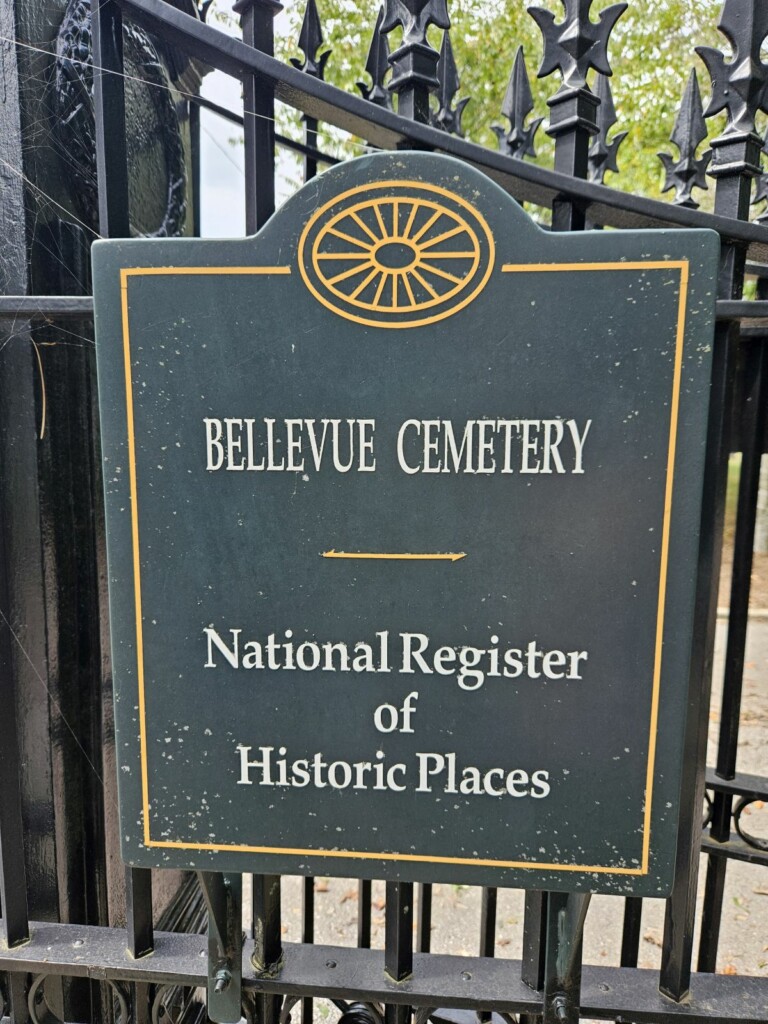 BELLEVUE CEMETERY
National Register
of
Historic Places